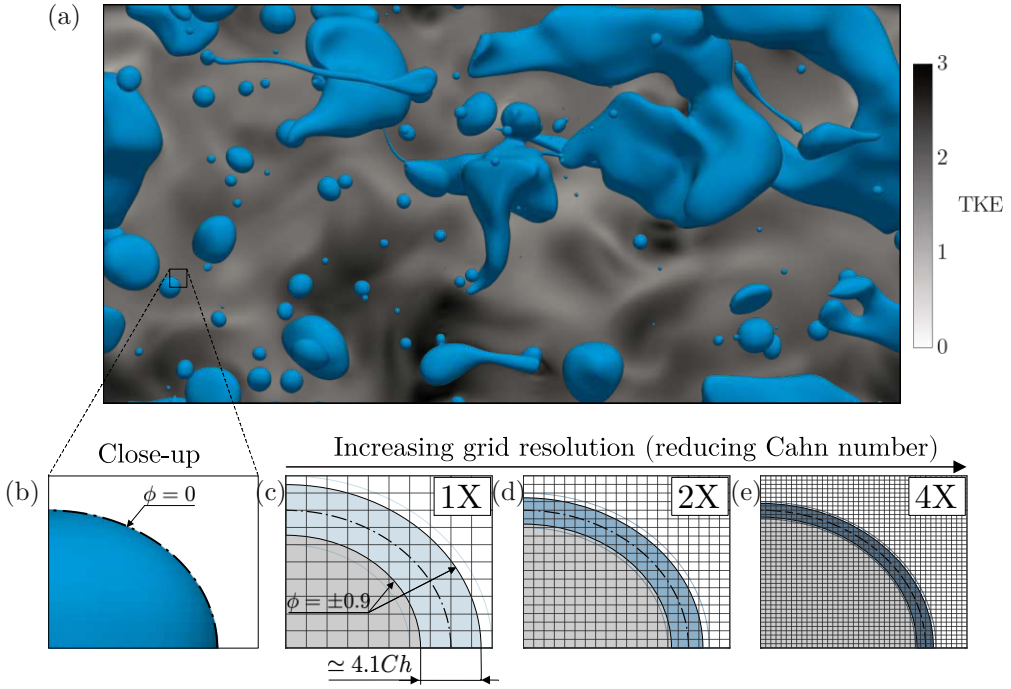 (a)
3
2
TKE
1
0
Close-up
Increasing grid resolution (reducing Cahn number)
(b)
ϕ = 0
(c)
1X
(d)
2X
(e)
4X
ϕ = ±0.9
≃ 4.1Ch